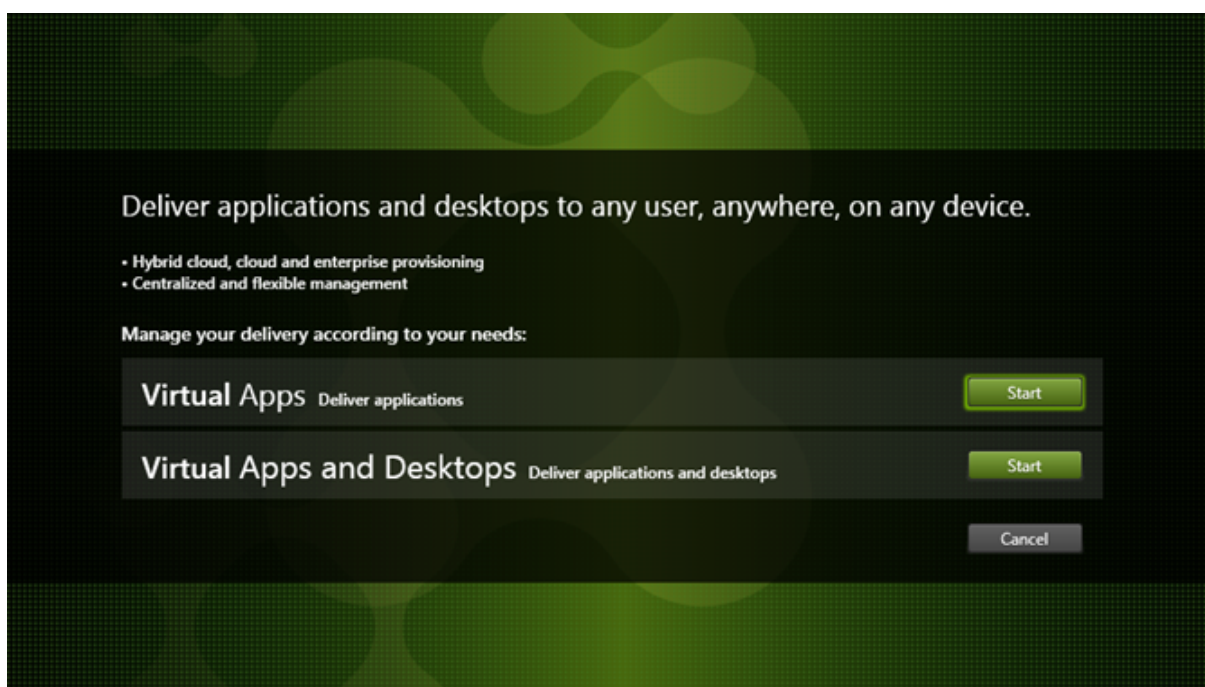 Deliver applications and desktops to any user, anywhere, on any device.
• Hybrid cloud, cloud and enterprise provisioning
• Centralized and flexible management
Manage your delivery according to your needs:
Virtual Apps Deliver applications Start
Virtual Apps and Desktops Deliver applications and desktops Start
Cancel